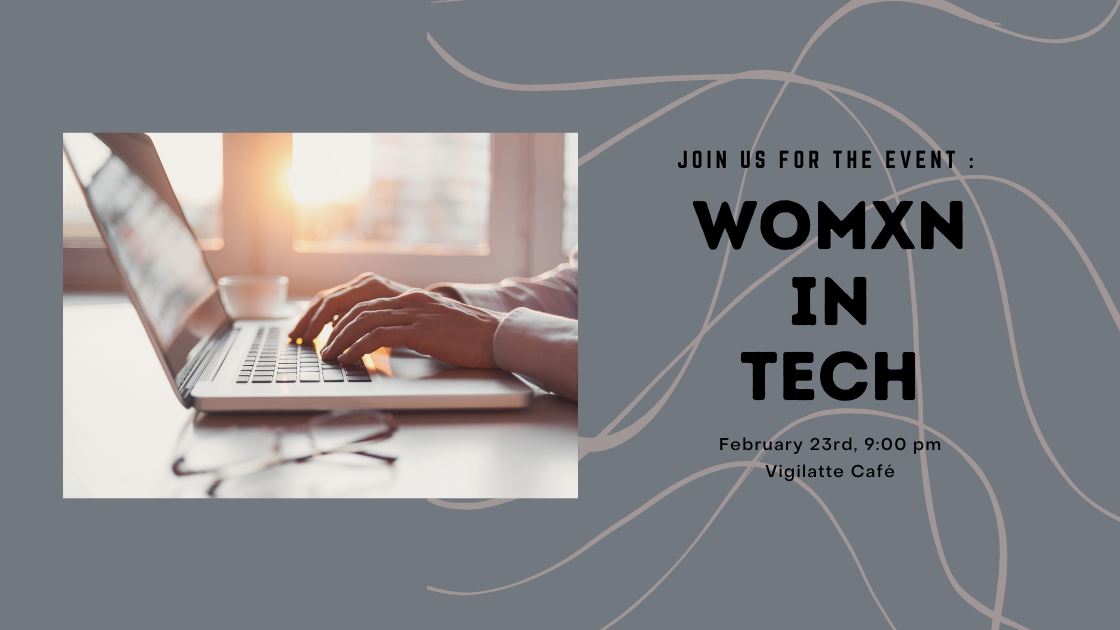 JOIN US FOR THE EVENT :
WOMXN
IN
TECH
February 23rd, 9:00 pm
Vigilatte Café